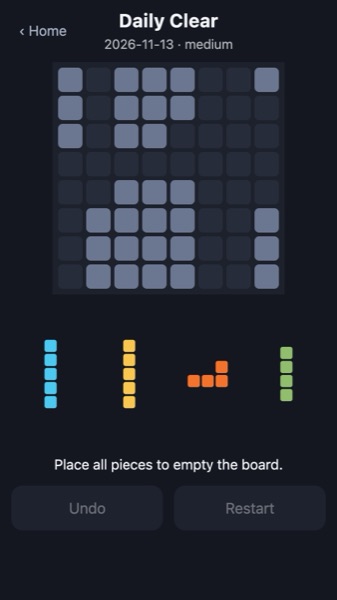 ‹ Home
Daily Clear
2026-11-13 · medium
Place all pieces to empty the board.
Undo
Restart